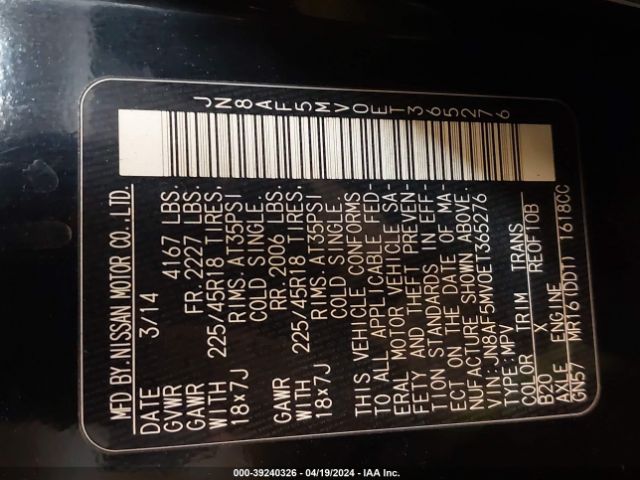 MFD.BY.NISSAN MOTOR CO.,LTD.
DATE 3/14
GVWR 4167 LBS.
GAWR FR.2227 LBS.
WITH 225/45R18 TIRES,
18x7J RIMS.AT35PSI
COLD SINGLE.
GAWR RR.2006 LBS.
WITH 225/45R18 TIRES,
18x7J RIMS.AT35PSI
COLD SINGLE.
THIS VEHICLE CONFORMS
TO ALL APPLICABLE FED-
ERAL MOTOR VEHICLE SA-
FETY AND THEFT PREVEN-
TION STANDARDS IN EFF-
ECT ON THE DATE OF MA-
NUFACTURE SHOWN ABOVE.
VIN:JN8AF5MV0ET365276
TYPE:MPV
COLOR TRIM TRANS
B20 X RE0F10B
AXLE ENGINE
GN57 MR16(DD1) 1618CC
JN8AF5MV0ET365276
000-39240326 - 04/19/2024 - IAA Inc.